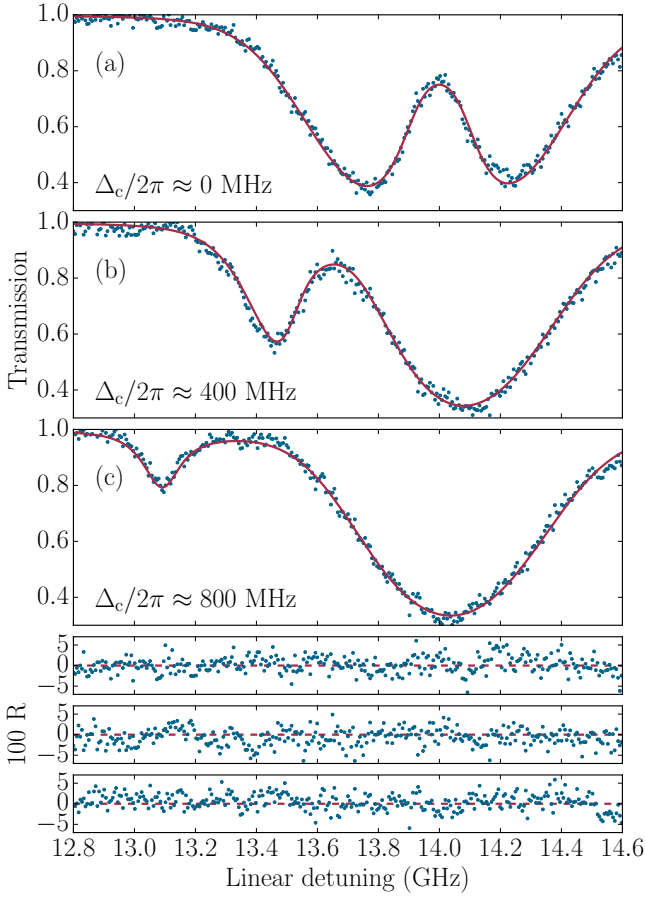 1.0
(a)
0.8
0.6
0.4
Δc/2π ≈ 0 MHz
1.0
(b)
0.8
0.6
0.4
Δc/2π ≈ 400 MHz
Transmission
1.0
(c)
0.8
0.6
0.4
Δc/2π ≈ 800 MHz
5
0
−5
5
0
−5
5
0
−5
100 R
12.8 13.0 13.2 13.4 13.6 13.8 14.0 14.2 14.4 14.6
Linear detuning (GHz)